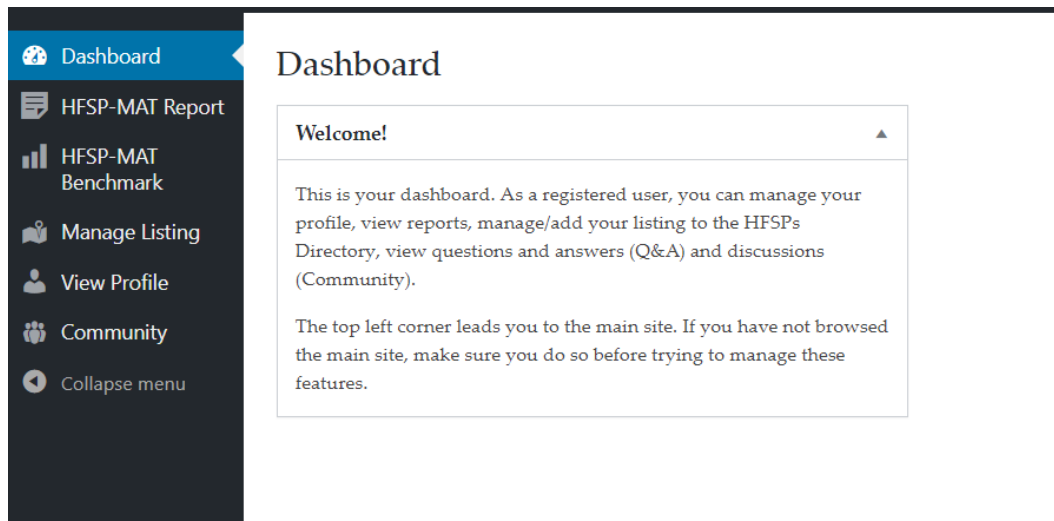 Dashboard
HFSP-MAT Report
HFSP-MAT
Benchmark
Manage Listing
View Profile
Community
Collapse menu
Dashboard
Welcome!
This is your dashboard. As a registered user, you can manage your
profile, view reports, manage/add your listing to the HFSPs
Directory, view questions and answers (Q&A) and discussions
(Community).
The top left corner leads you to the main site. If you have not browsed
the main site, make sure you do so before trying to manage these
features.